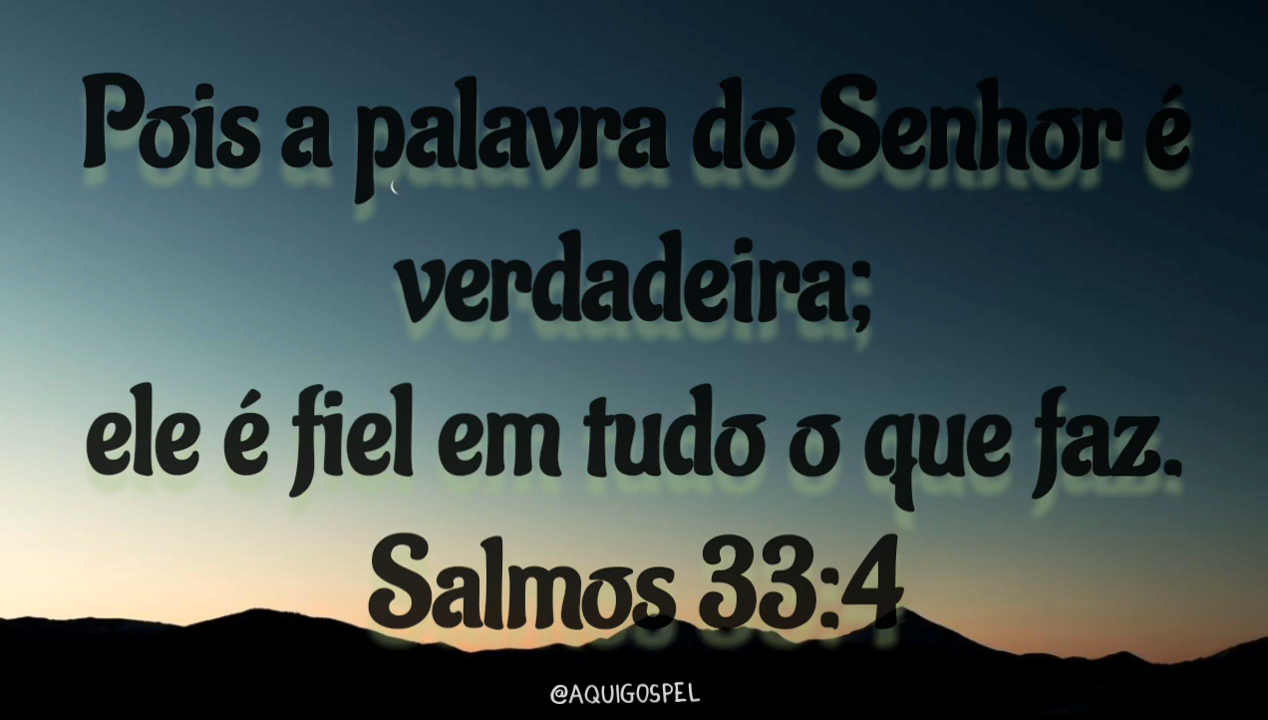 Pois a palavra do Senhor é
verdadeira;
ele é fiel em tudo o que faz.
Salmos 33:4
@AQUIGOSPEL